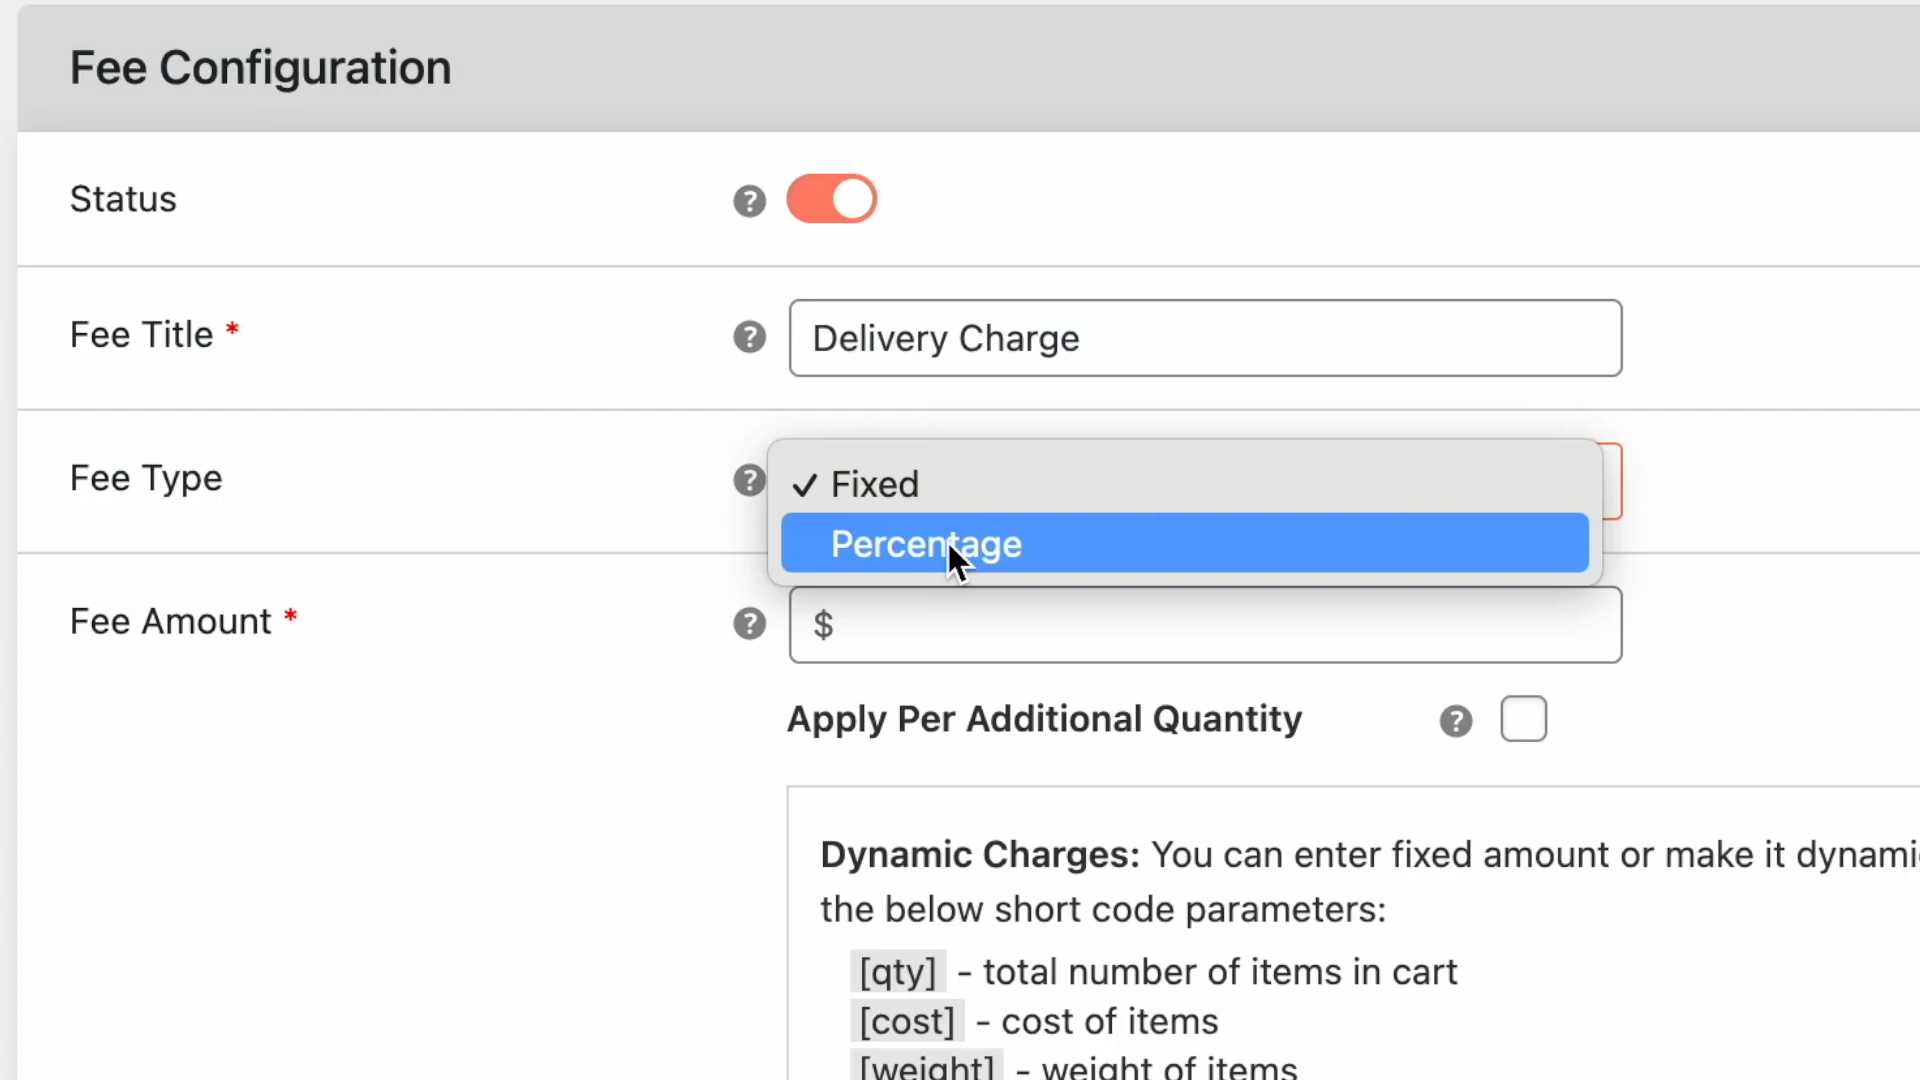 Fee Configuration
Status
?
Fee Title *
?
Delivery Charge
Fee Type
?
✓ Fixed
Percentage
Fee Amount *
?
$
Apply Per Additional Quantity
?
Dynamic Charges: You can enter fixed amount or make it dynami
the below short code parameters:
[qty] - total number of items in cart
[cost] - cost of items
[weight] - weight of items